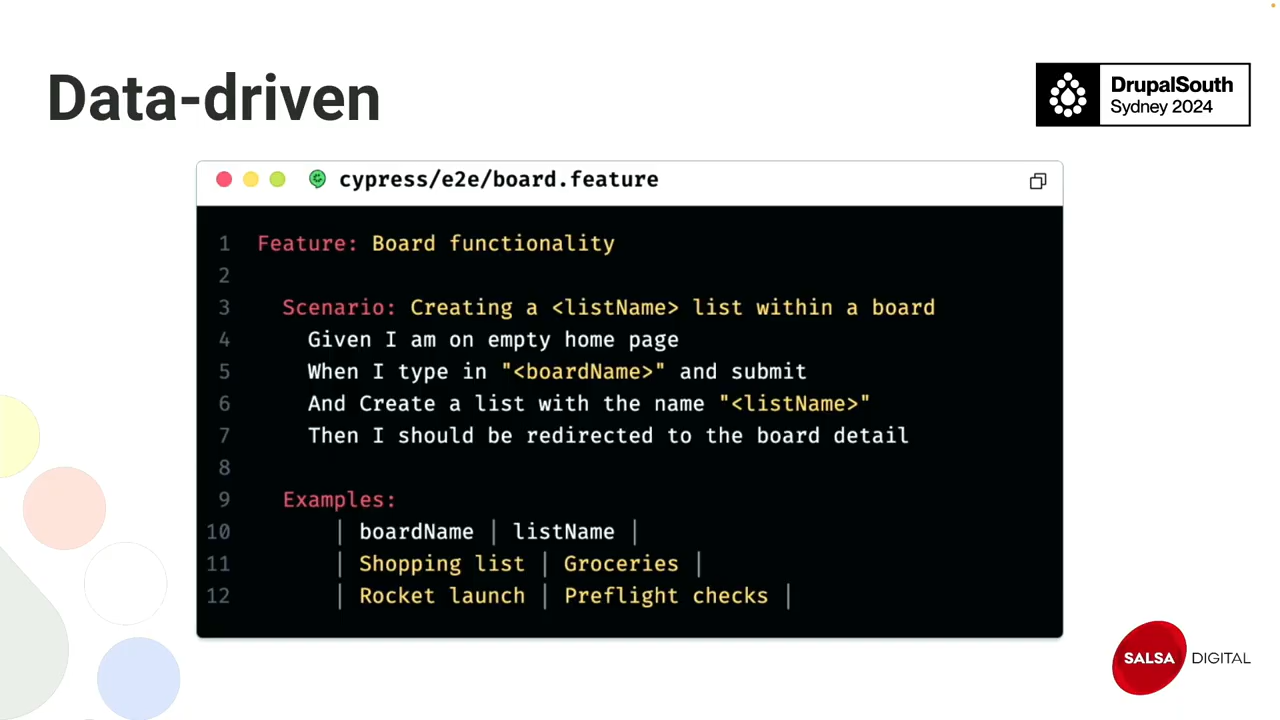 Data-driven
DrupalSouth
Sydney 2024
cypress/e2e/board.feature
1 Feature: Board functionality
2
3 Scenario: Creating a <listName> list within a board
4 Given I am on empty home page
5 When I type in "<boardName>" and submit
6 And Create a list with the name "<listName>"
7 Then I should be redirected to the board detail
8
9 Examples:
10 | boardName | listName |
11 | Shopping list | Groceries |
12 | Rocket launch | Preflight checks |
SALSA DIGITAL